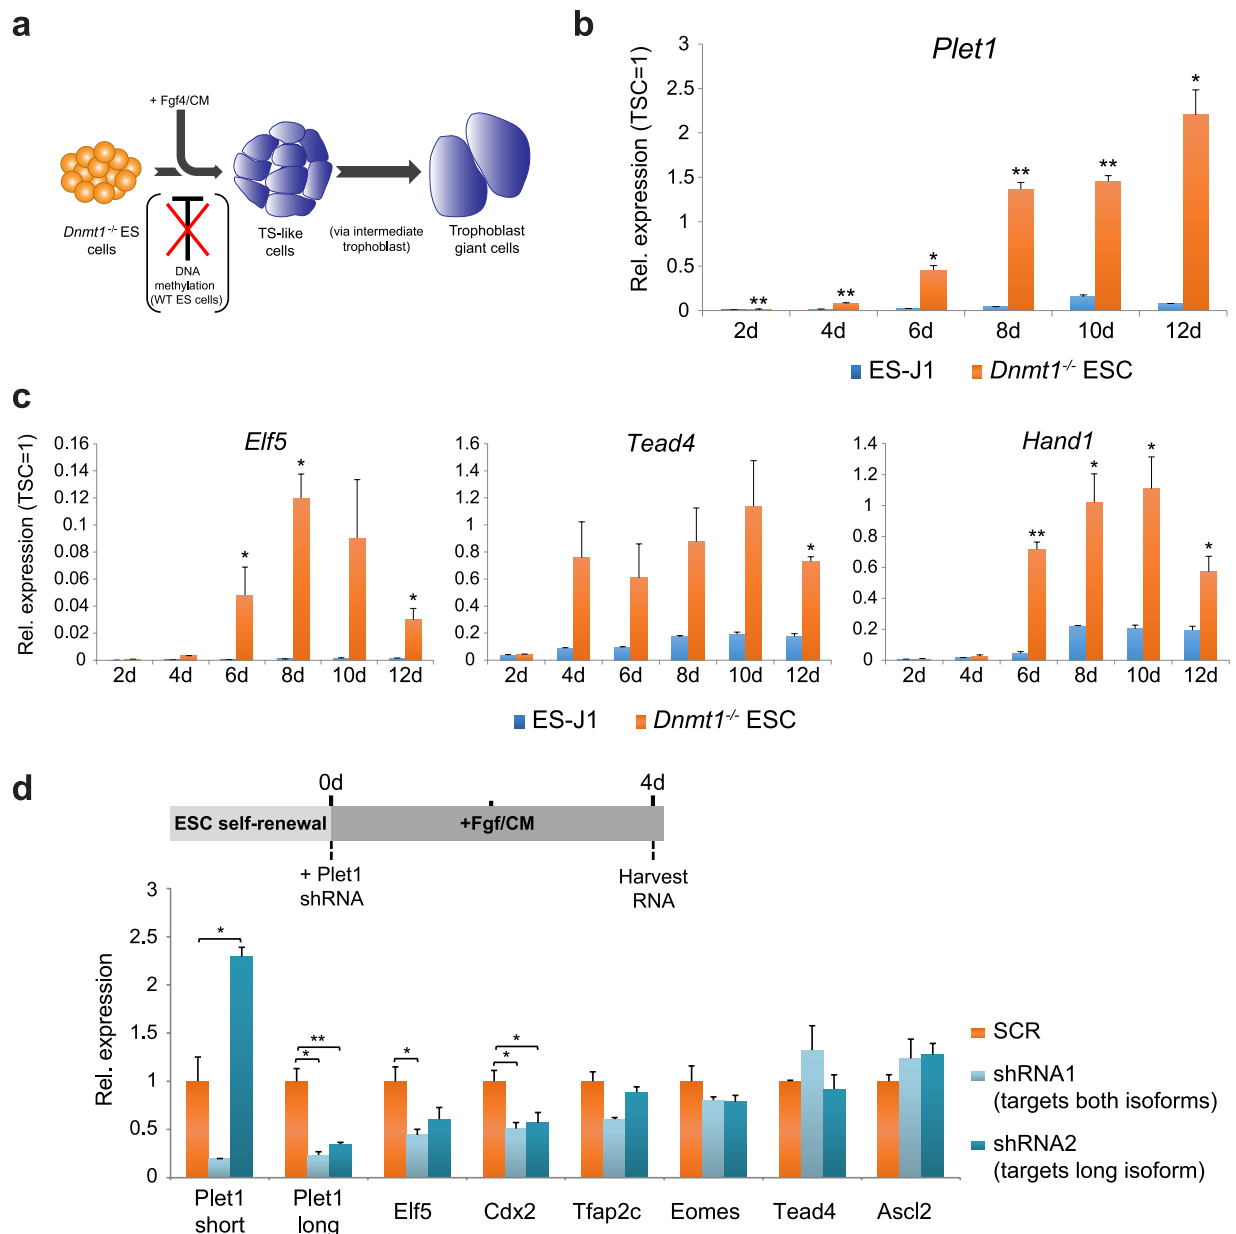 a
+ Fgf4/CM
Dnmt1-/- ES
cells
DNA
methylation
(WT ES cells)
TS-like
cells
(via intermediate
trophoblast)
Trophoblast
giant cells
b
Plet1
Rel. expression (TSC=1)
3
2.5
2
1.5
1
0.5
0
** ** * ** ** *
2d 4d 6d 8d 10d 12d
ES-J1 Dnmt1-/- ESC
c
Rel. expression (TSC=1)
Elf5
0.16
0.14
0.12
0.1
0.08
0.06
0.04
0.02
0
* * *
2d 4d 6d 8d 10d 12d
Tead4
1.6
1.4
1.2
1
0.8
0.6
0.4
0.2
0
*
2d 4d 6d 8d 10d 12d
Hand1
1.4
1.2
1
0.8
0.6
0.4
0.2
0
** * * *
2d 4d 6d 8d 10d 12d
ES-J1 Dnmt1-/- ESC
d
0d 4d
ESC self-renewal +Fgf/CM
+ Plet1
shRNA
Harvest
RNA
Rel. expression
3
2.5
2
1.5
1
0.5
0
*
**
*
*
*
*
Plet1
short
Plet1
long
Elf5
Cdx2
Tfap2c
Eomes
Tead4
Ascl2
SCR
shRNA1
(targets both isoforms)
shRNA2
(targets long isoform)